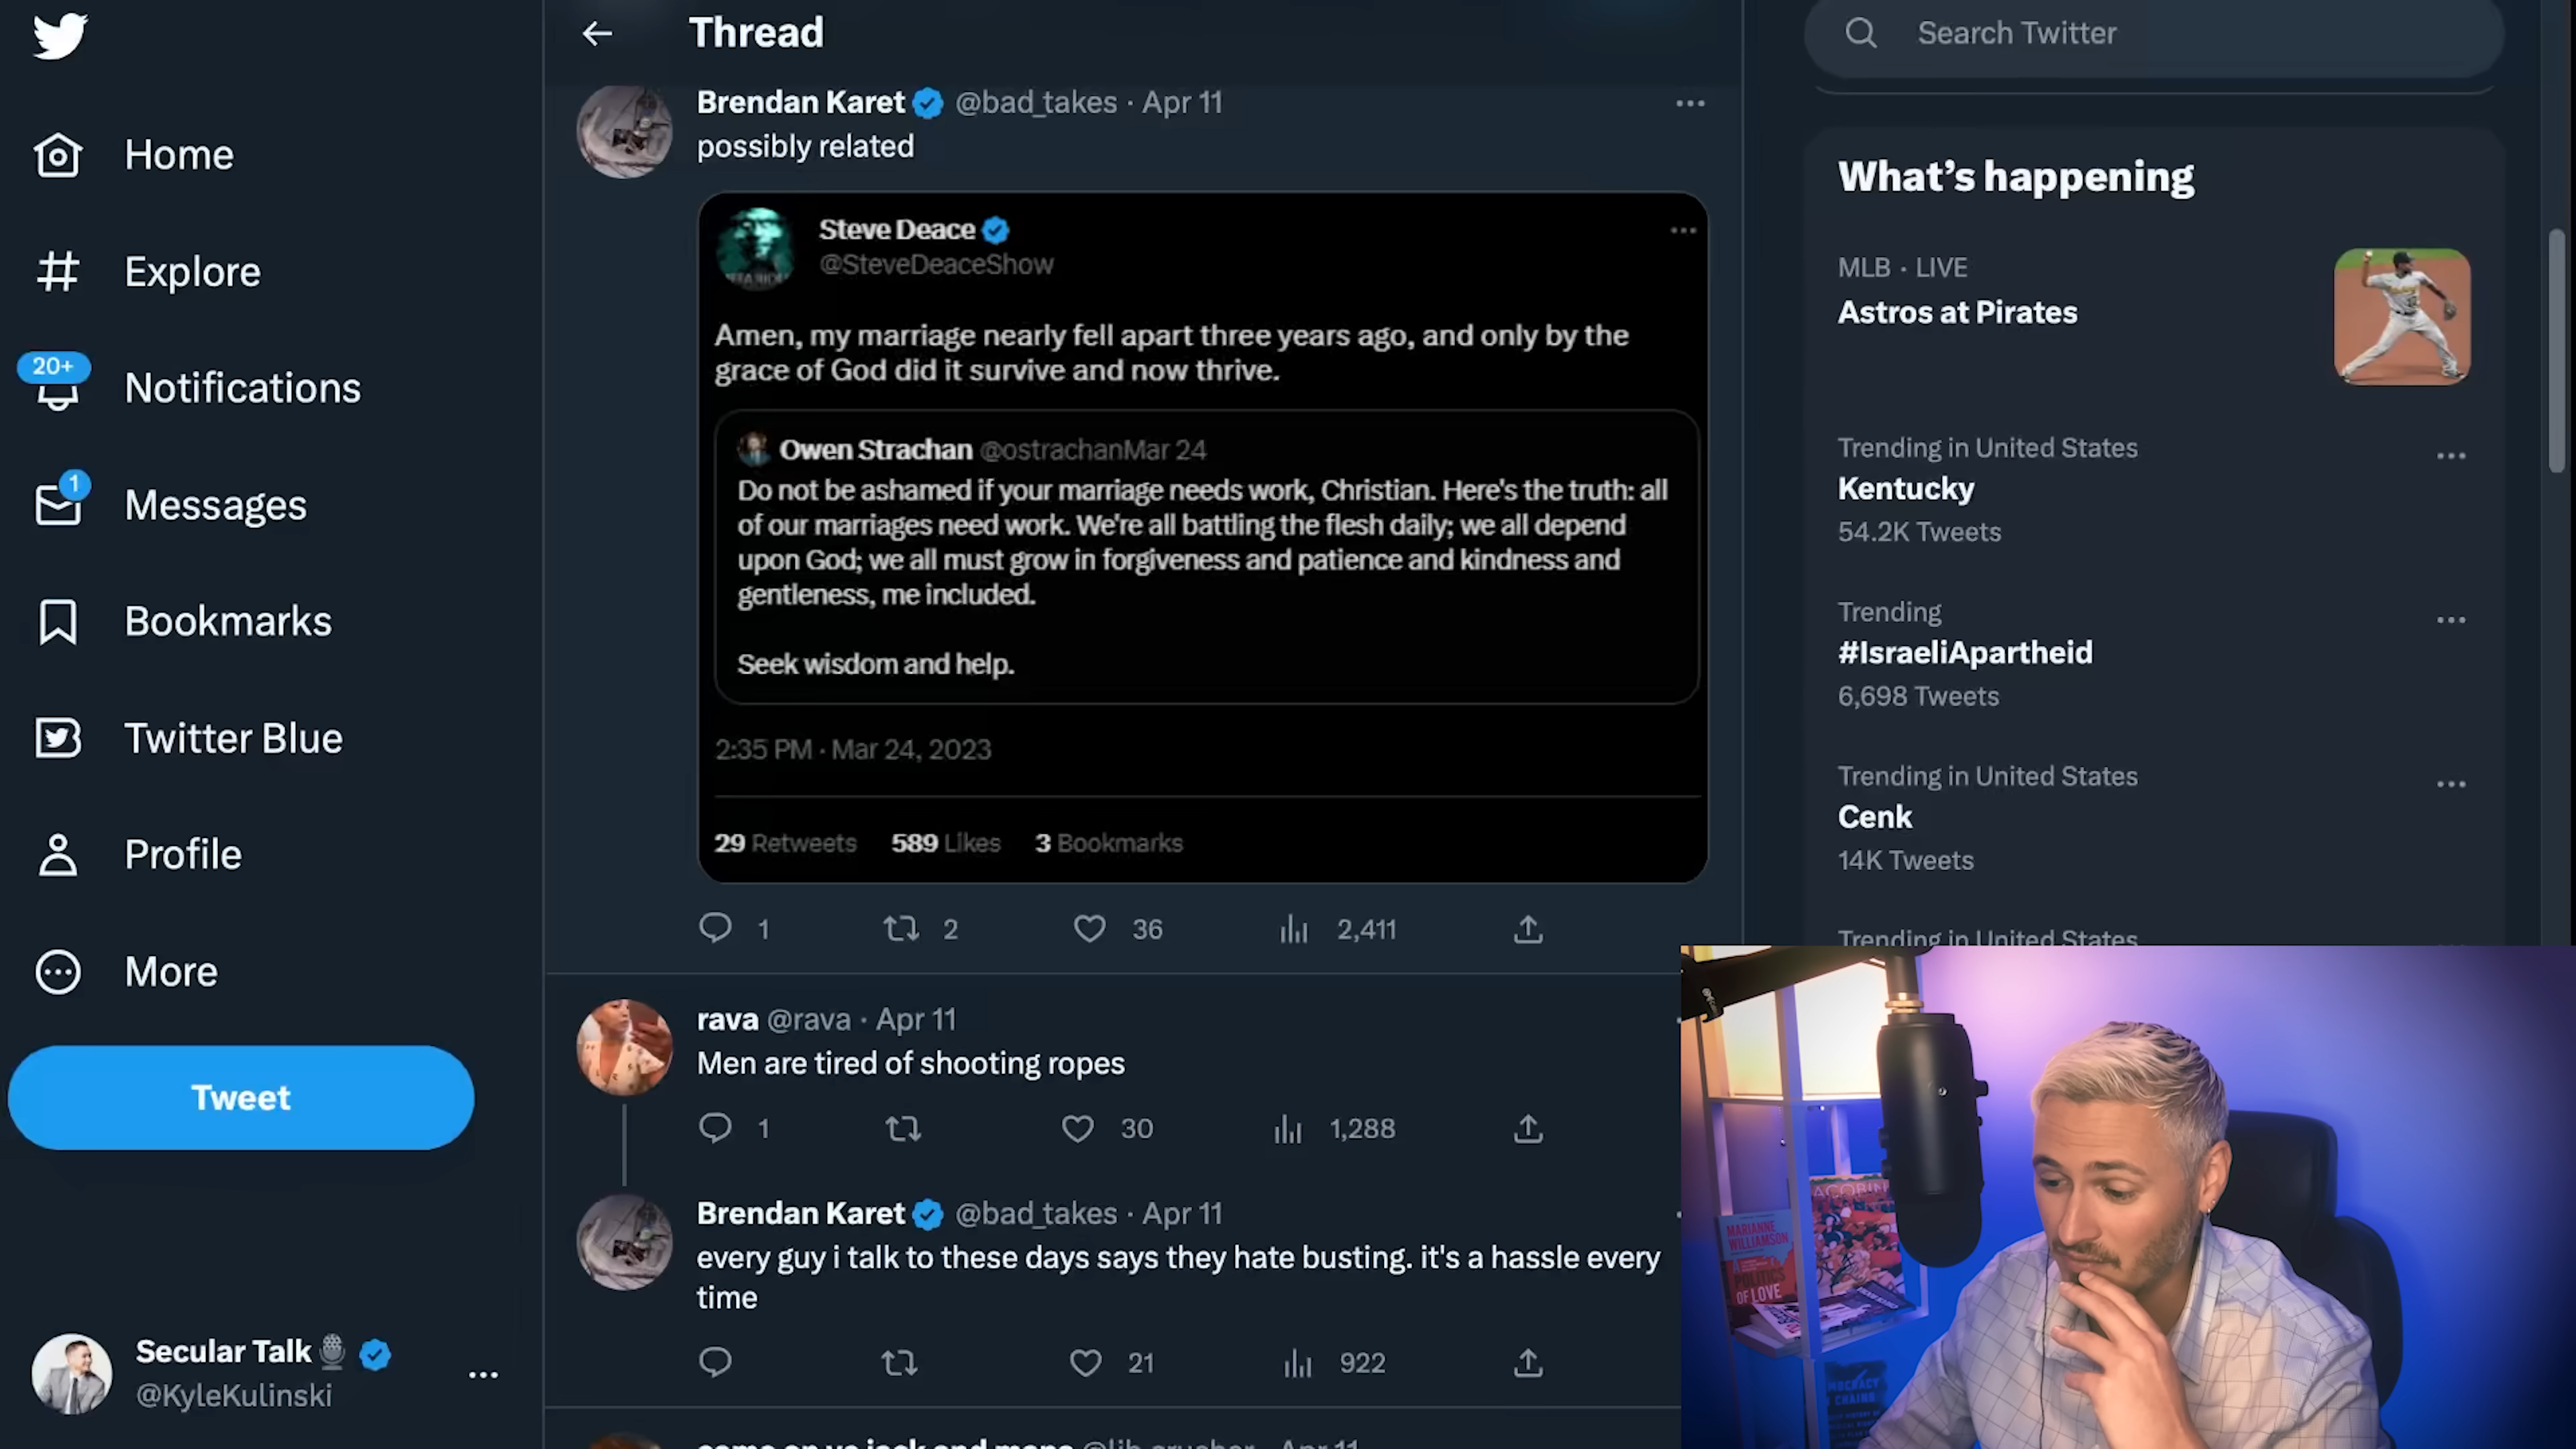 Home
Explore
20+
Notifications
1
Messages
Bookmarks
Twitter Blue
Profile
More
Tweet
Secular Talk
@KyleKulinski
Thread
Brendan Karet @bad_takes · Apr 11
possibly related
Steve Deace
@SteveDeaceShow
Amen, my marriage nearly fell apart three years ago, and only by the
grace of God did it survive and now thrive.
Owen Strachan @ostrachanMar 24
Do not be ashamed if your marriage needs work, Christian. Here's the truth: all
of our marriages need work. We're all battling the flesh daily; we all depend
upon God; we all must grow in forgiveness and patience and kindness and
gentleness, me included.
Seek wisdom and help.
2:35 PM · Mar 24, 2023
29 Retweets 589 Likes 3 Bookmarks
1 2 36 2,411
rava @rava · Apr 11
Men are tired of shooting ropes
1 30 1,288
Brendan Karet @bad_takes · Apr 11
every guy i talk to these days says they hate busting. it's a hassle every
time
21 922
Apr 11
Search Twitter
What's happening
MLB · LIVE
Astros at Pirates
Trending in United States
Kentucky
54.2K Tweets
Trending
#IsraeliApartheid
6,698 Tweets
Trending in United States
Cenk
14K Tweets
Trending in United States
MARIANNE
WILLIAMSON
POLITICS
OF LOVE